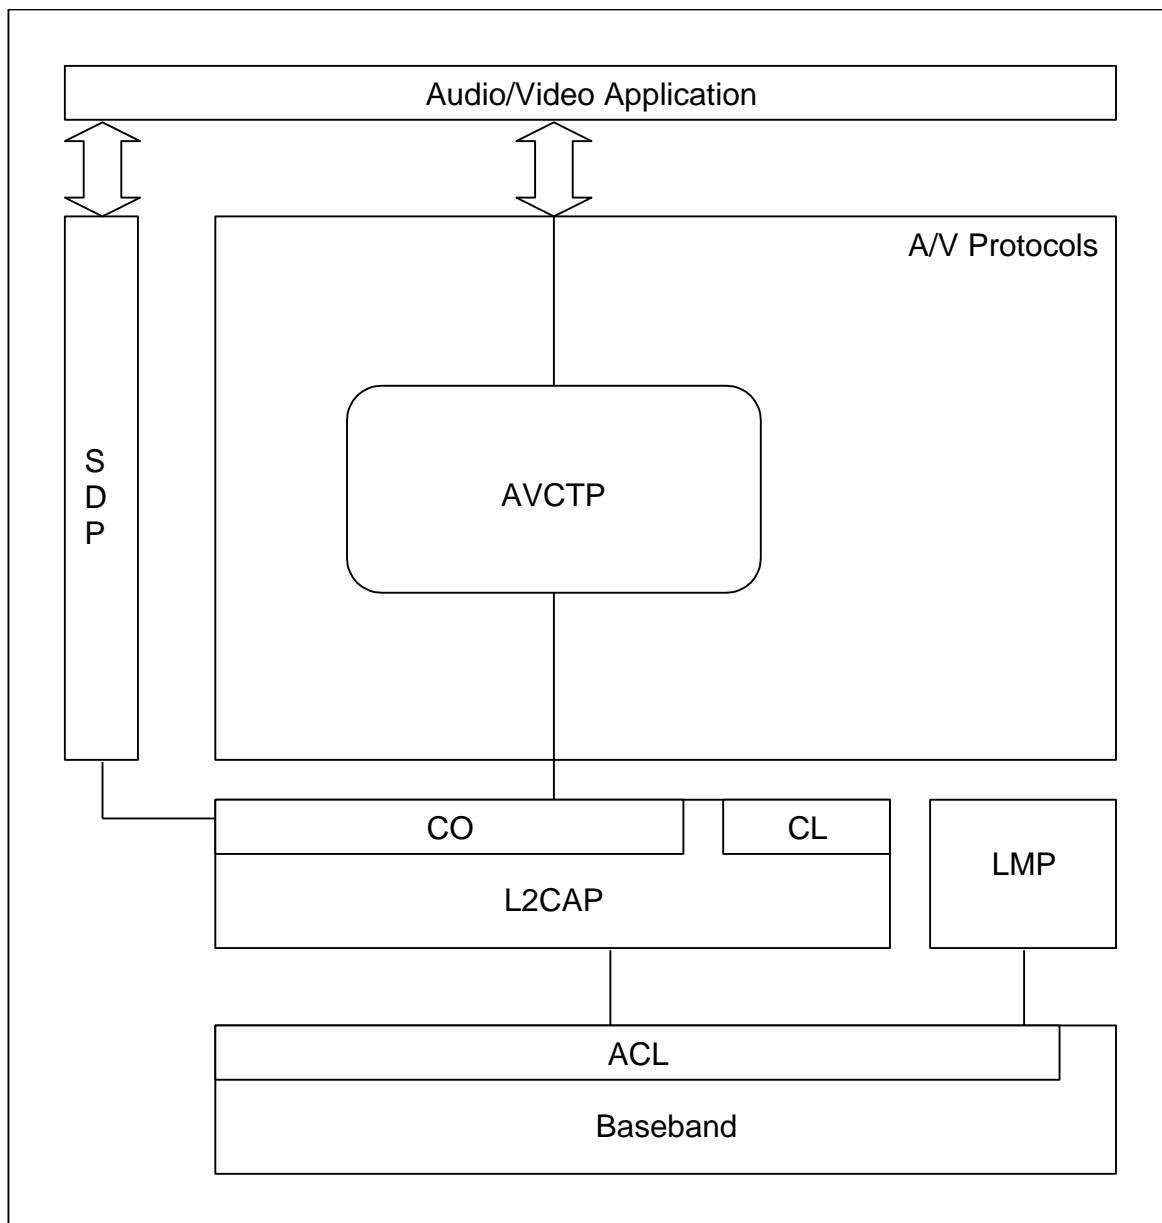 Audio/Video Application
A/V Protocols
S
D
P
AVCTP
CO
CL
LMP
L2CAP
ACL
Baseband